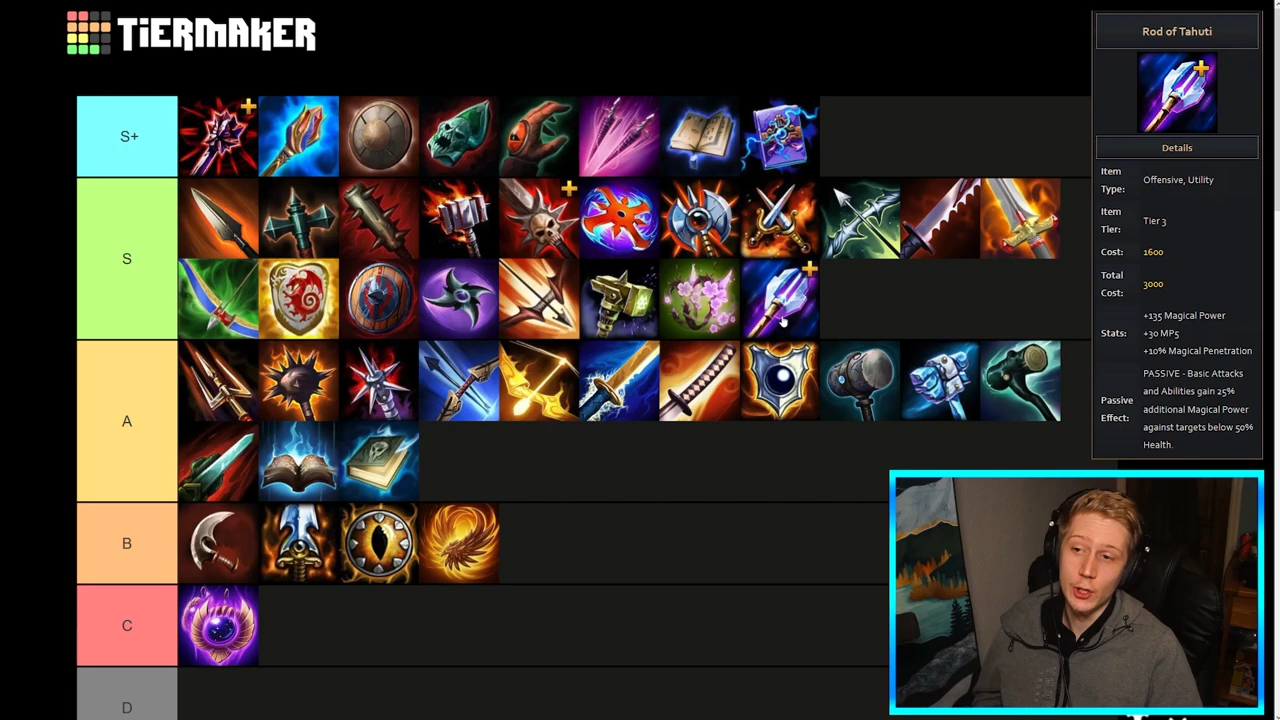 TiERMAKER
S+
S
A
B
C
D
Rod of Tahuti
Details
Item
Type:
Offensive, Utility
Item
Tier:
Tier 3
Cost:
1600
Total
Cost:
3000
Stats:
+135 Magical Power
+30 MP5
+10% Magical Penetration
Passive
Effect:
PASSIVE - Basic Attacks
and Abilities gain 25%
additional Magical Power
against targets below 50%
Health.